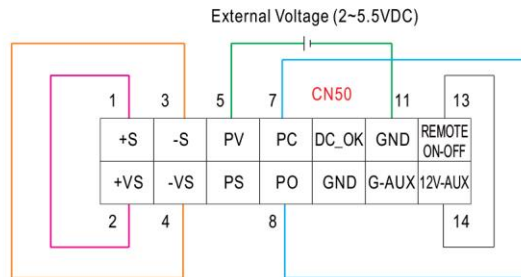 External Voltage (2~5.5VDC)
CN50
1 3 5 7 11 13
+S -S PV PC DC_OK GND REMOTE ON-OFF
+VS -VS PS PO GND G-AUX 12V-AUX
2 4 8 14